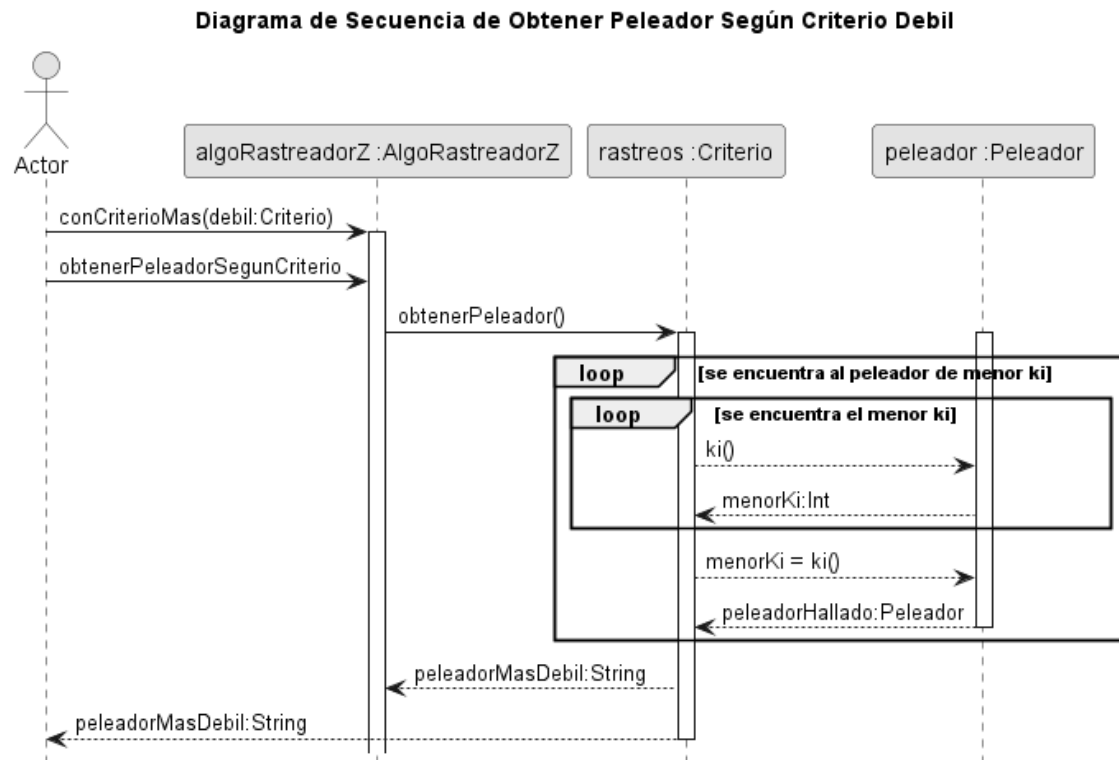 Diagrama de Secuencia de Obtener Peleador Según Criterio Debil
Actor
algoRastreadorZ :AlgoRastreadorZ
rastreos :Criterio
peleador :Peleador
conCriterioMas(debil:Criterio)
obtenerPeleadorSegunCriterio
obtenerPeleador()
loop [se encuentra al peleador de menor ki]
loop [se encuentra el menor ki]
ki()
menorKi:Int
menorKi = ki()
peleadorHallado:Peleador
peleadorMasDebil:String
peleadorMasDebil:String